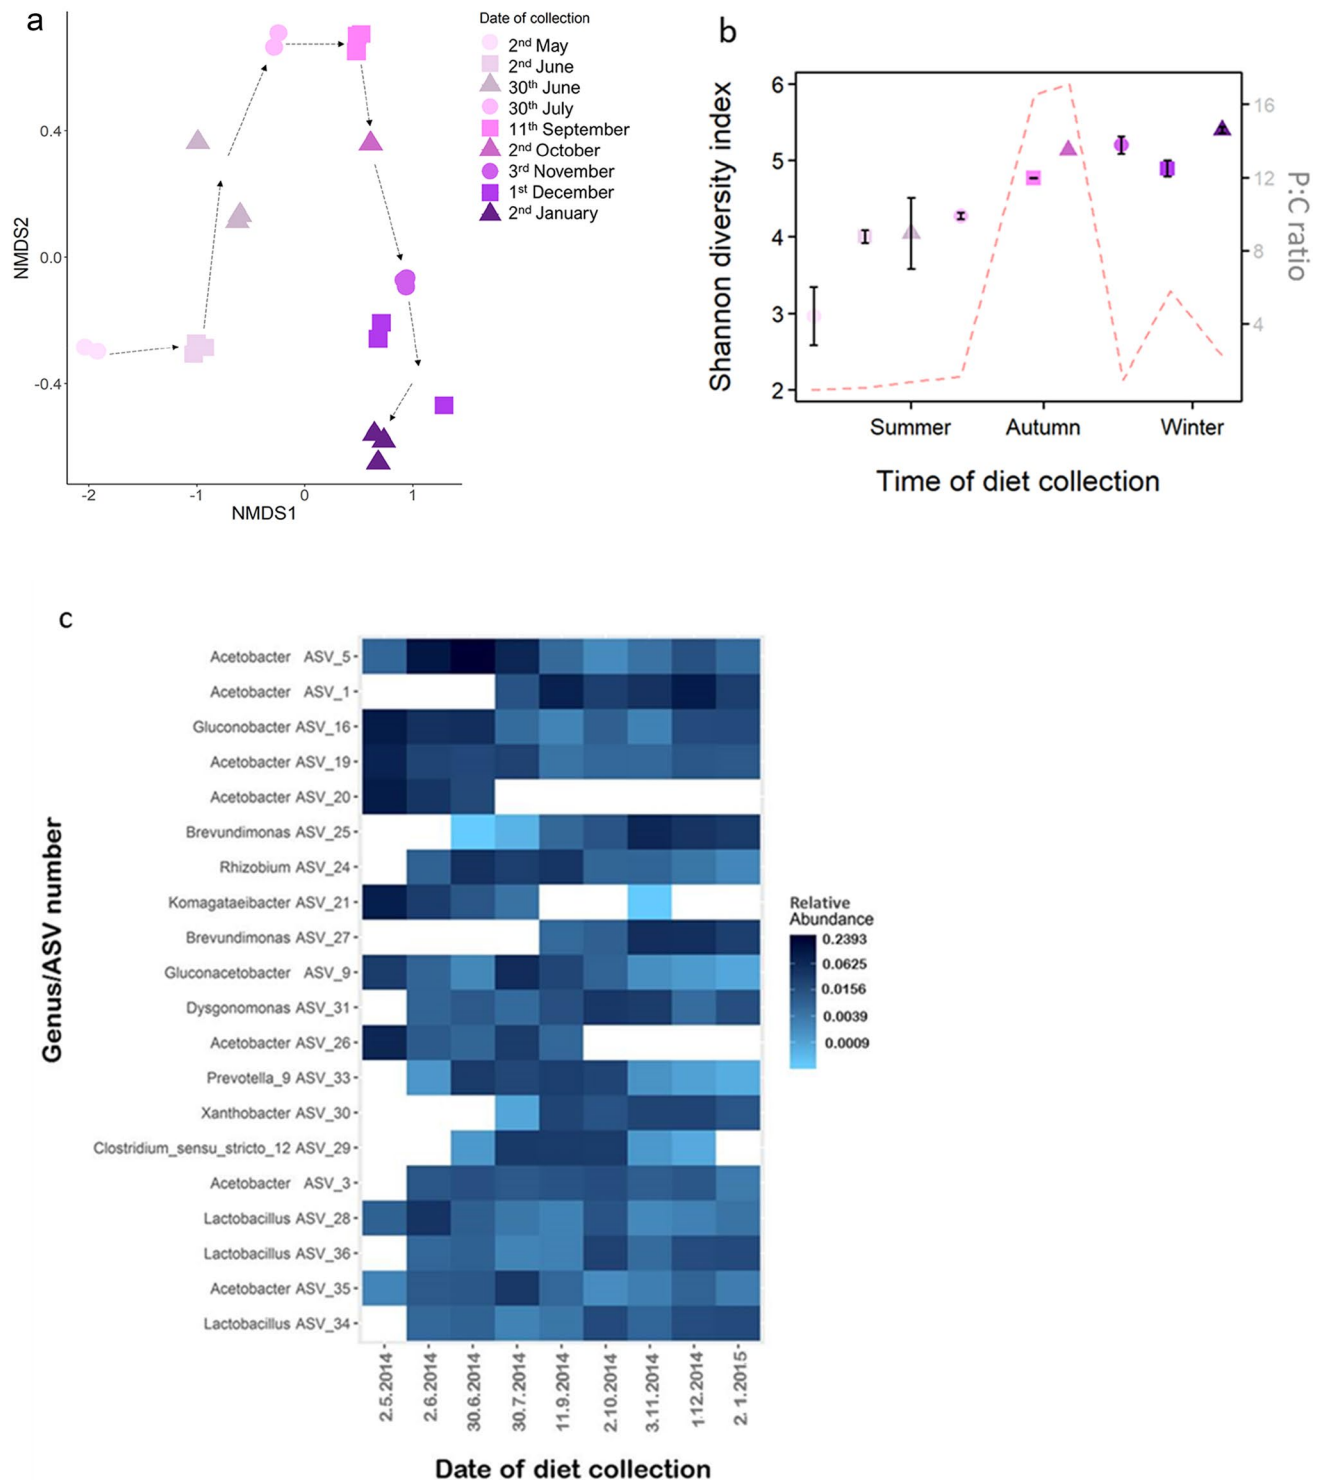 a
Date of collection
2nd May
2nd June
30th June
30th July
11th September
2nd October
3rd November
1st December
2nd January
0.4
0.0
-0.4
NMDS2
-2 -1 0 1
NMDS1
b
6
5
4
3
2
Shannon diversity index
16
12
8
4
P:C ratio
Summer Autumn Winter
Time of diet collection
c
Genus/ASV number
Acetobacter ASV_5
Acetobacter ASV_1
Gluconobacter ASV_16
Acetobacter ASV_19
Acetobacter ASV_20
Brevundimonas ASV_25
Rhizobium ASV_24
Komagataeibacter ASV_21
Brevundimonas ASV_27
Gluconacetobacter ASV_9
Dysgonomonas ASV_31
Acetobacter ASV_26
Prevotella_9 ASV_33
Xanthobacter ASV_30
Clostridium_sensu_stricto_12 ASV_29
Acetobacter ASV_3
Lactobacillus ASV_28
Lactobacillus ASV_36
Acetobacter ASV_35
Lactobacillus ASV_34
Relative
Abundance
0.2393
0.0625
0.0156
0.0039
0.0009
2.5.2014
2.6.2014
30.6.2014
30.7.2014
11.9.2014
2.10.2014
3.11.2014
1.12.2014
2.1.2015
Date of diet collection